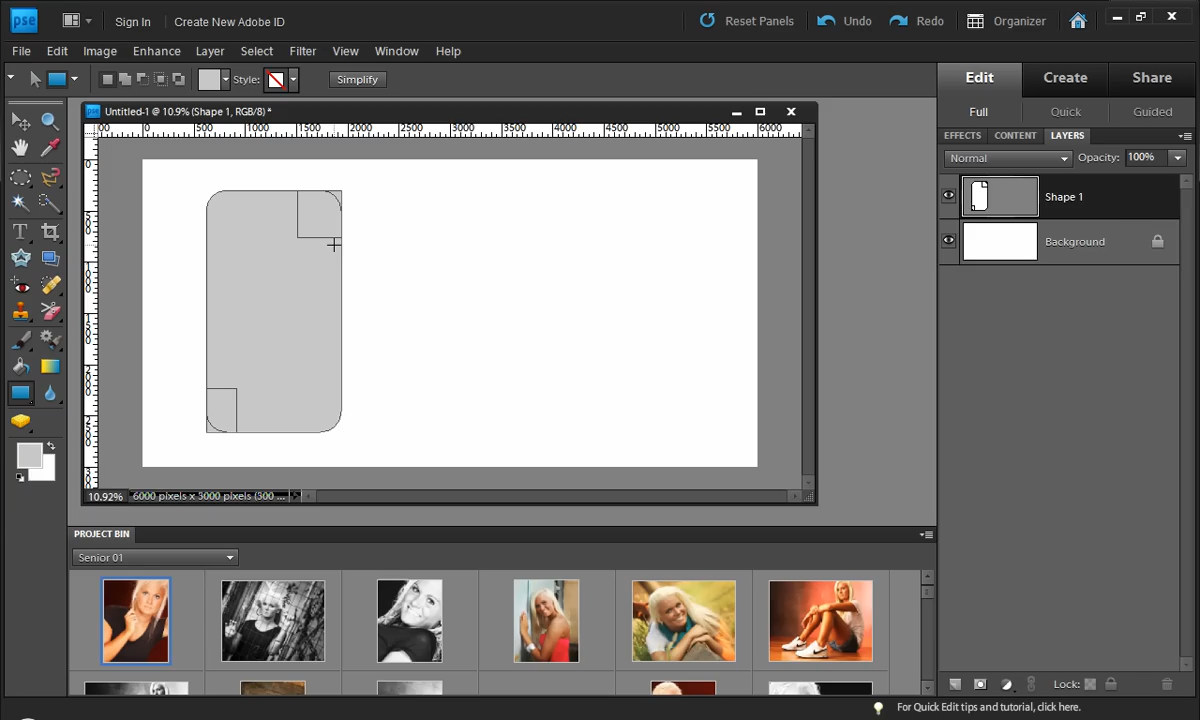 pse Sign In Create New Adobe ID Reset Panels Undo Redo Organizer
File Edit Image Enhance Layer Select Filter View Window Help
Style: Simplify
Edit Create Share
Full Quick Guided
Untitled-1 @ 10.9% (Shape 1, RGB/8) *
0 500 1000 1500 2000 2500 3000 3500 4000 4500 5000 5500 6000
EFFECTS CONTENT LAYERS
Normal Opacity: 100%
Shape 1
Background
10.92% 6000 pixels x 3000 pixels (300 ...
PROJECT BIN
Senior 01
Lock:
For Quick Edit tips and tutorial, click here.